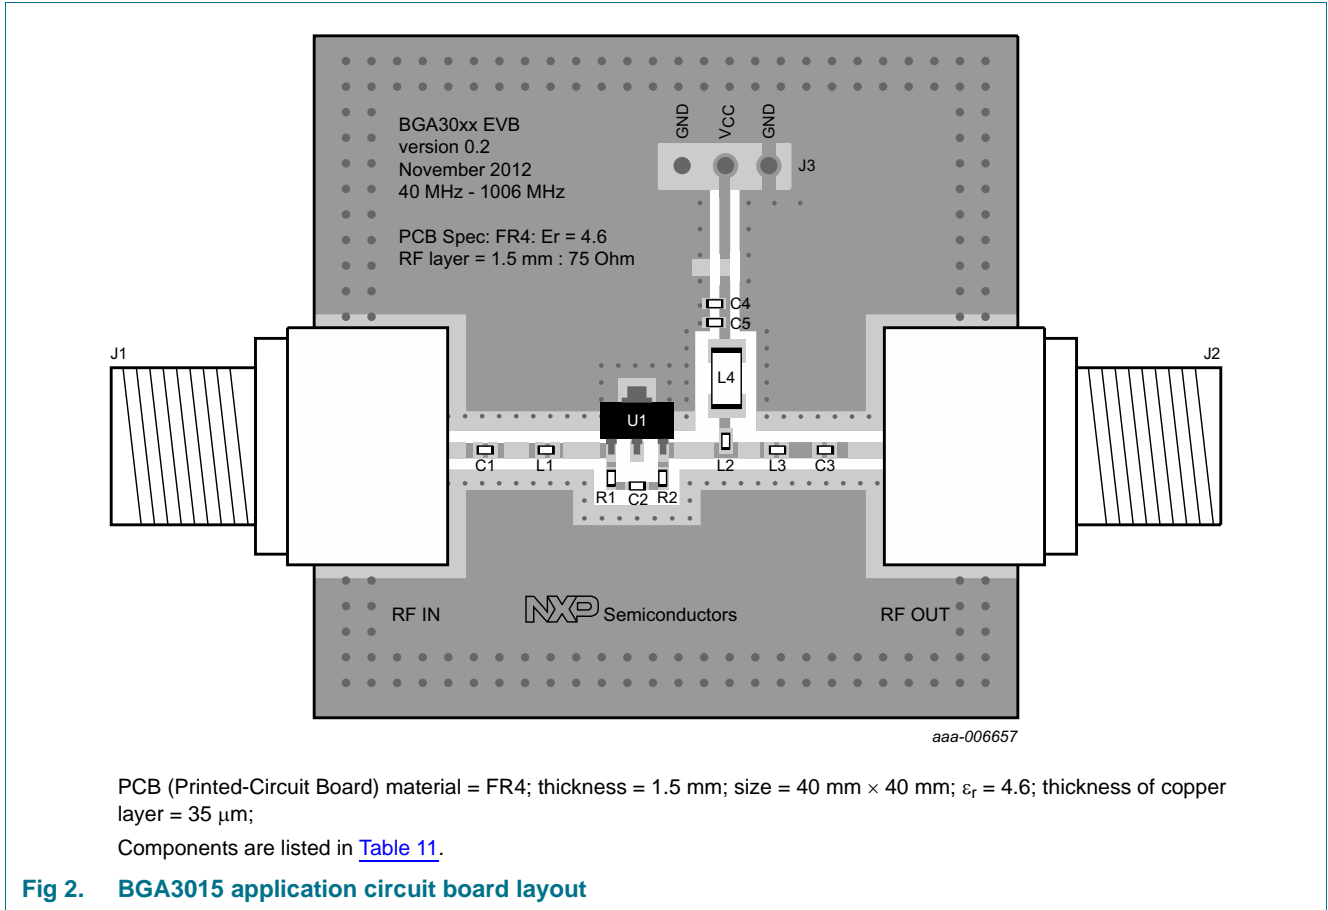 GND
VCC
GND
BGA30xx EVB
version 0.2
November 2012
40 MHz - 1006 MHz
J3
PCB Spec: FR4: Er = 4.6
RF layer = 1.5 mm : 75 Ohm
C4
C5
J1
J2
L4
U1
C1
L1
L2
L3
C3
R1
C2
R2
RF IN
NXP Semiconductors
RF OUT
aaa-006657
PCB (Printed-Circuit Board) material = FR4; thickness = 1.5 mm; size = 40 mm × 40 mm; εr = 4.6; thickness of copper
layer = 35 μm;
Components are listed in Table 11.
Fig 2. BGA3015 application circuit board layout